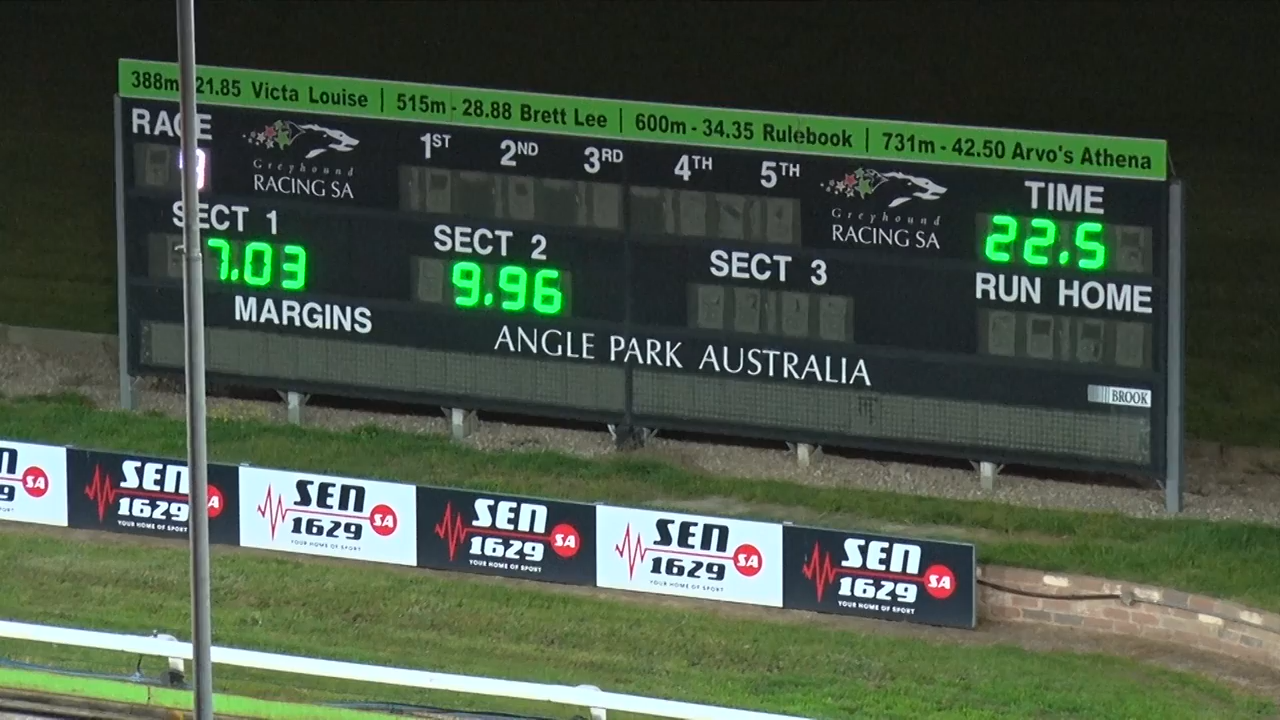 388m 21.85 Victa Louise | 515m - 28.88 Brett Lee | 600m - 34.35 Rulebook | 731m - 42.50 Arvo's Athena
RACE
Greyhound
RACING SA
1ST 2ND 3RD 4TH 5TH
Greyhound
RACING SA
TIME
22.5
SECT 1
7.03
SECT 2
9.96
SECT 3
RUN HOME
MARGINS
ANGLE PARK AUSTRALIA
BROOK
SA
SEN
1629
SA
YOUR HOME OF SPORT
SEN
1629
SA
YOUR HOME OF SPORT
SEN
1629
SA
YOUR HOME OF SPORT
SEN
1629
SA
YOUR HOME OF SPORT
SEN
1629
SA
YOUR HOME OF SPORT